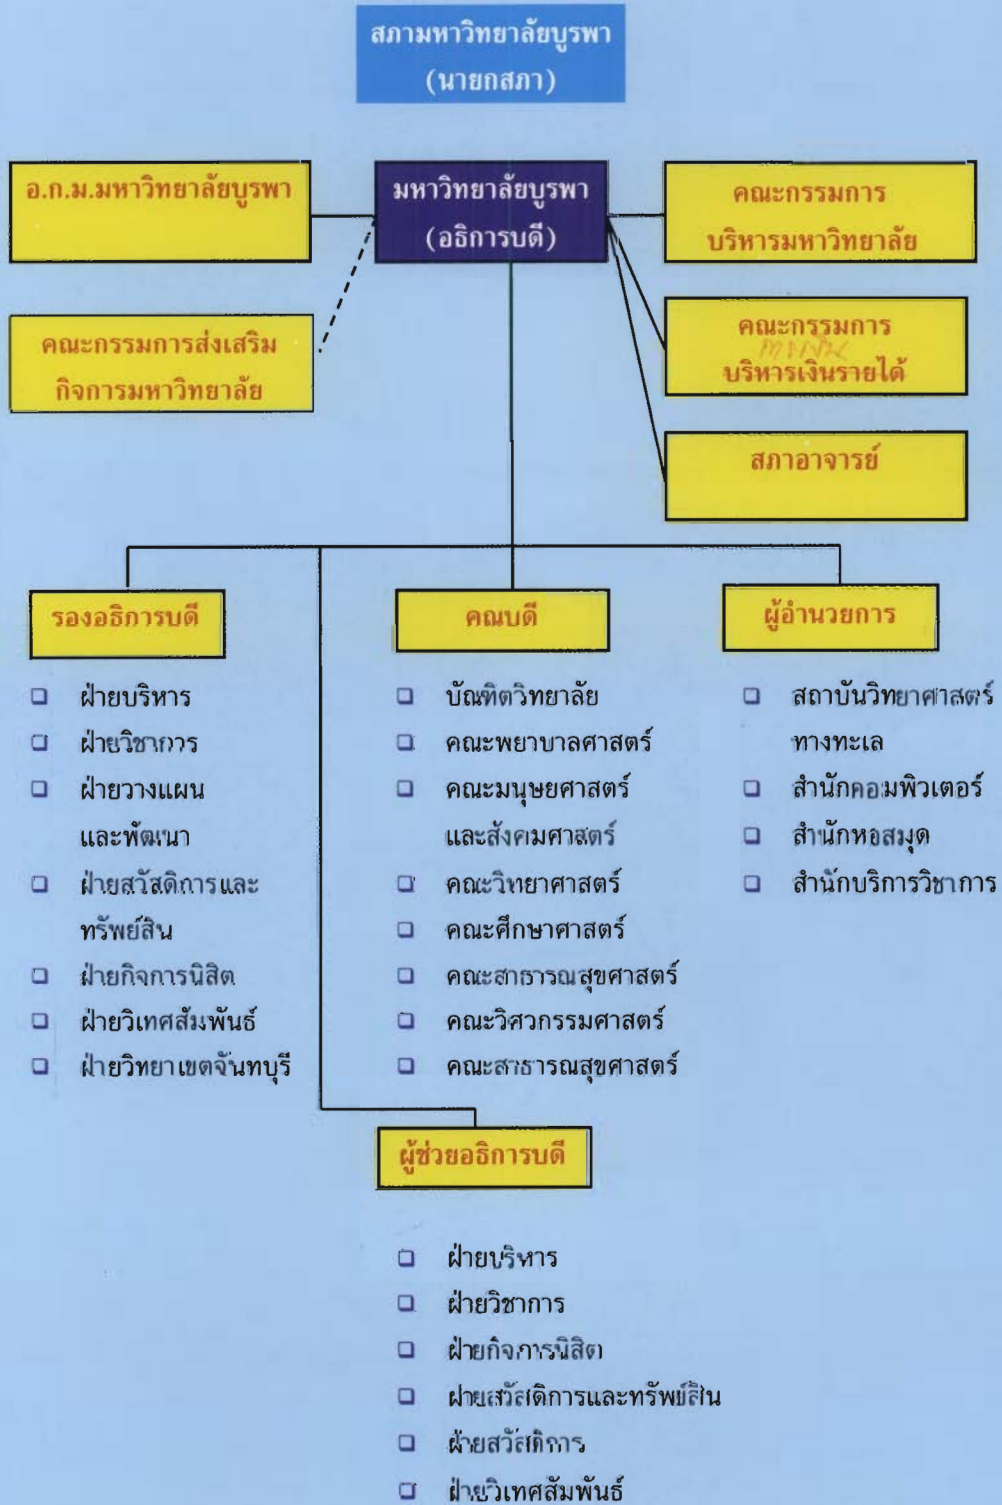 สภามหาวิทยาลัยบูรพา
(นายกสภา)
อ.ก.ม.มหาวิทยาลัยบูรพา
มหาวิทยาลัยบูรพา
(อธิการบดี)
คณะกรรมการ
บริหารมหาวิทยาลัย
คณะกรรมการส่งเสริม
กิจการมหาวิทยาลัย
คณะกรรมการ
บริหารเงินรายได้
สภาอาจารย์
รองอธิการบดี
ฝ่ายบริหาร
ฝ่ายวิชาการ
ฝ่ายวางแผน
และพัฒนา
ฝ่ายสวัสดิการและ
ทรัพย์สิน
ฝ่ายกิจการนิสิต
ฝ่ายวิเทศสัมพันธ์
ฝ่ายวิทยาเขตจันทบุรี
คณบดี
บัณฑิตวิทยาลัย
คณะพยาบาลศาสตร์
คณะมนุษยศาสตร์
และสังคมศาสตร์
คณะวิทยาศาสตร์
คณะศึกษาศาสตร์
คณะสาธารณสุขศาสตร์
คณะวิศวกรรมศาสตร์
คณะสาธารณสุขศาสตร์
ผู้อำนวยการ
สถาบันวิทยาศาสตร์
ทางทะเล
สำนักคอมพิวเตอร์
สำนักหอสมุด
สำนักบริการวิชาการ
ผู้ช่วยอธิการบดี
ฝ่ายบริหาร
ฝ่ายวิชาการ
ฝ่ายกิจการนิสิต
ฝ่ายสวัสดิการและทรัพย์สิน
ฝ่ายสวัสดิการ
ฝ่ายวิเทศสัมพันธ์